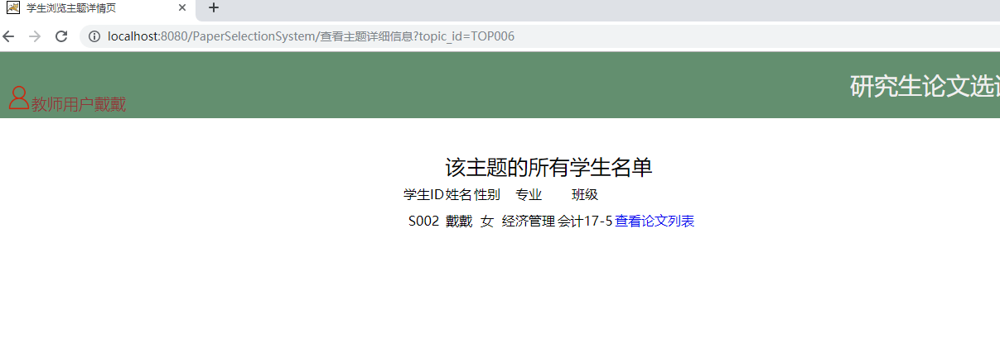 学生浏览主题详情页
localhost:8080/PaperSelectionSystem/查看主题详细信息?topic_id=TOP006
研究生论文选
教师用户戴戴
该主题的所有学生名单
学生ID 姓名 性别 专业 班级
S002 戴戴 女 经济管理 会计17-5 查看论文列表